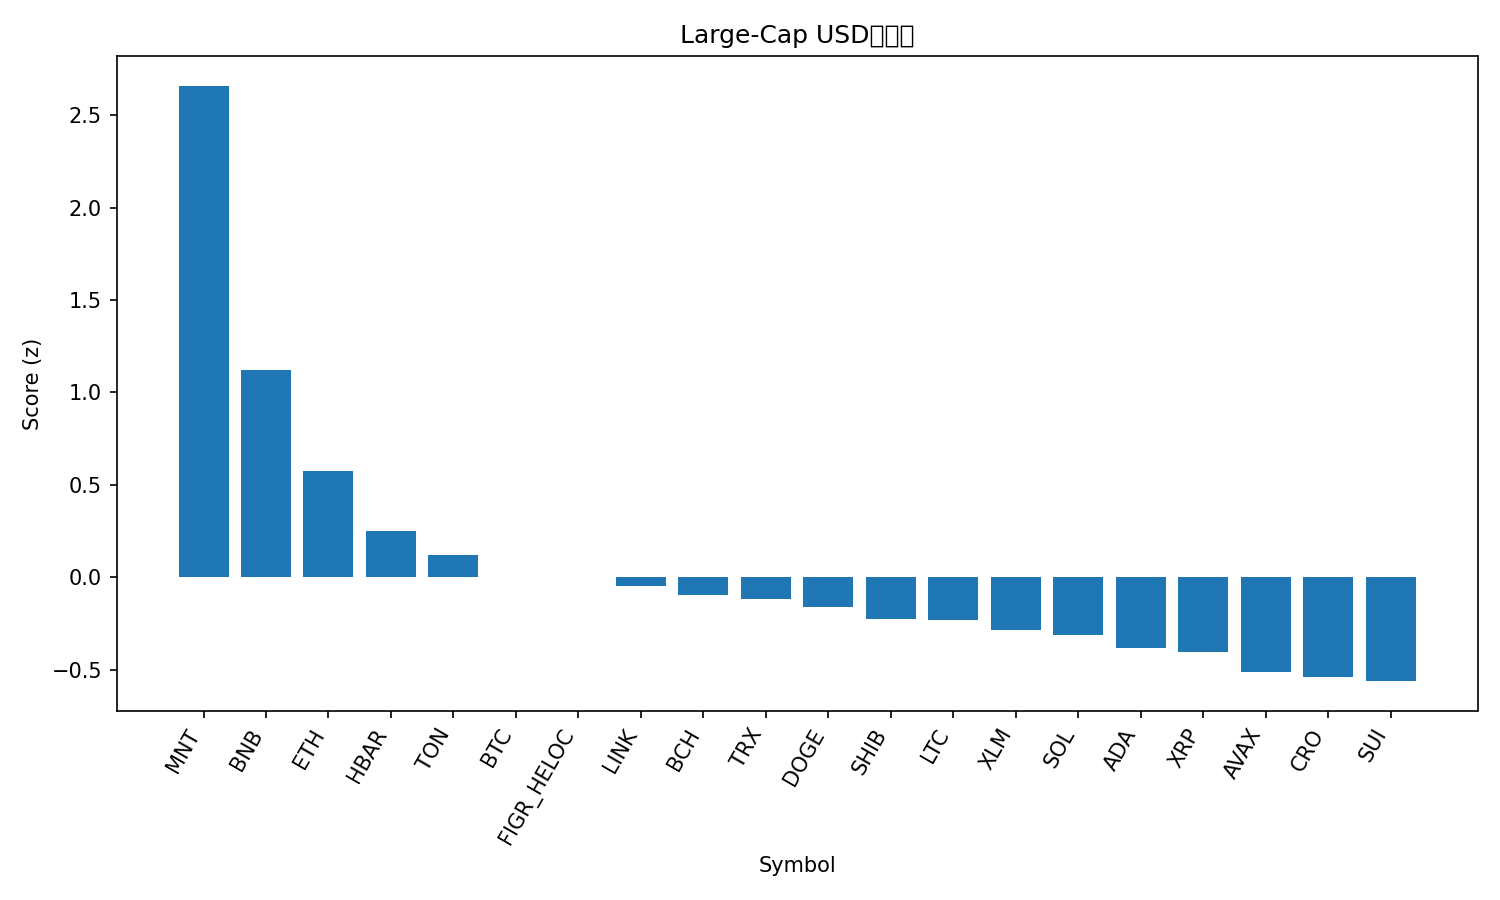 Large-Cap USD
Score (z)
2.5
2.0
1.5
1.0
0.5
0.0
−0.5
MNT
BNB
ETH
HBAR
TON
BTC
FIGR_HELOC
LINK
BCH
TRX
DOGE
SHIB
LTC
XLM
SOL
ADA
XRP
AVAX
CRO
SUI
Symbol